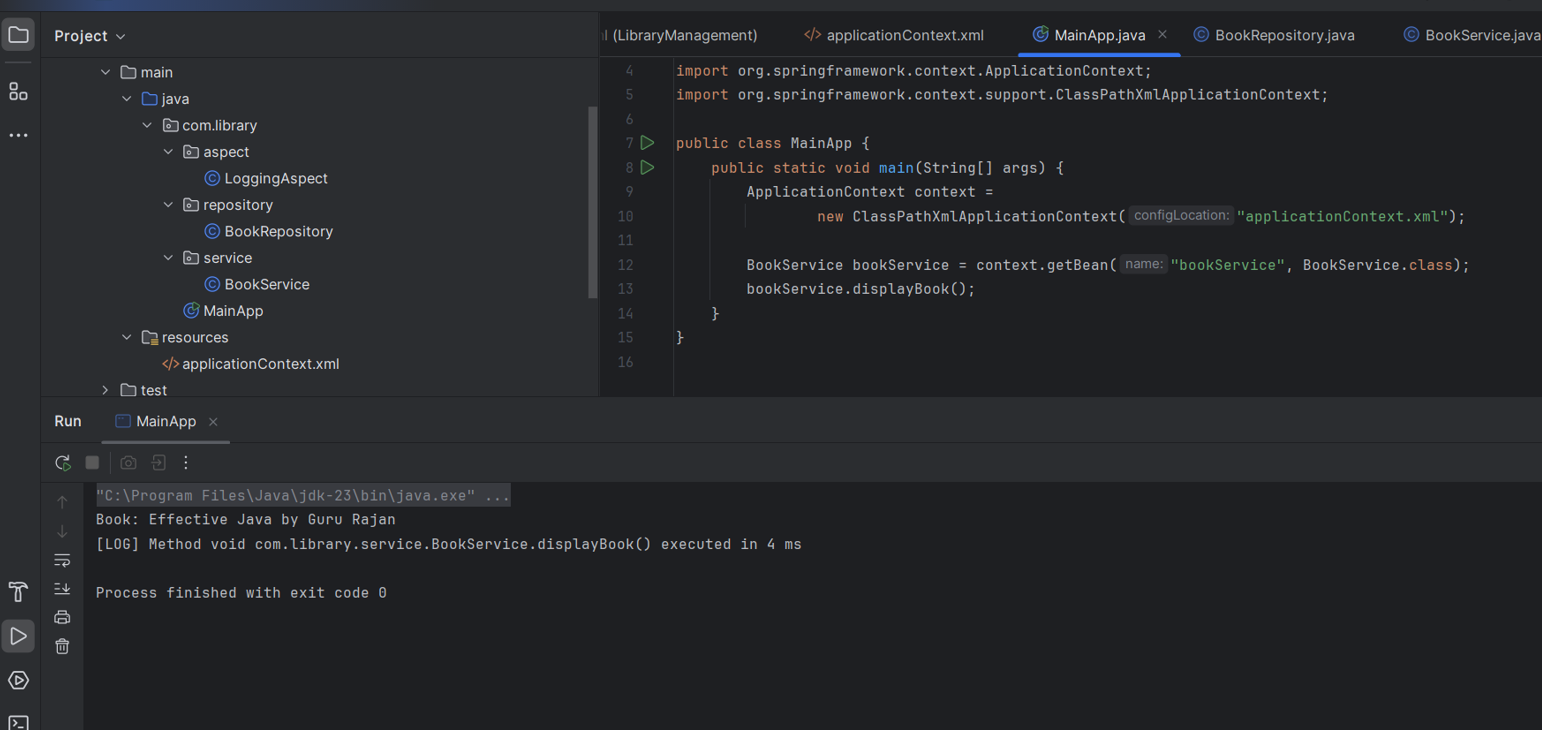 Project
main
java
com.library
aspect
LoggingAspect
repository
BookRepository
service
BookService
MainApp
resources
applicationContext.xml
test
(LibraryManagement)
applicationContext.xml
MainApp.java
BookRepository.java
BookService.java
4 import org.springframework.context.ApplicationContext;
5 import org.springframework.context.support.ClassPathXmlApplicationContext;
6
7 public class MainApp {
8 public static void main(String[] args) {
9 ApplicationContext context =
10 new ClassPathXmlApplicationContext( configLocation: "applicationContext.xml");
11
12 BookService bookService = context.getBean( name: "bookService", BookService.class);
13 bookService.displayBook();
14 }
15 }
16
Run
MainApp
"C:\Program Files\Java\jdk-23\bin\java.exe" ...
Book: Effective Java by Guru Rajan
[LOG] Method void com.library.service.BookService.displayBook() executed in 4 ms
Process finished with exit code 0